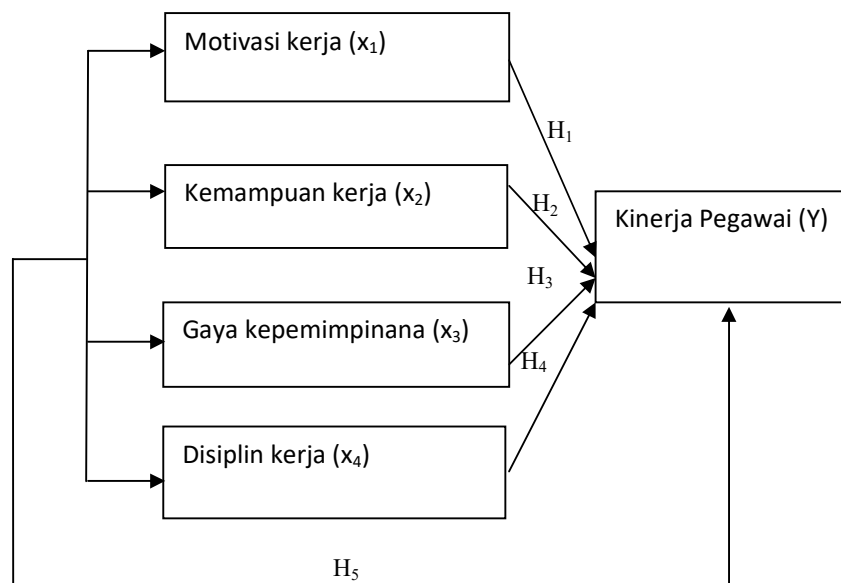 Motivasi kerja (x₁)
H₁
Kemampuan kerja (x₂)
H₂
Kinerja Pegawai (Y)
H₃
Gaya kepemimpinana (x₃)
H₄
Disiplin kerja (x₄)
H₅